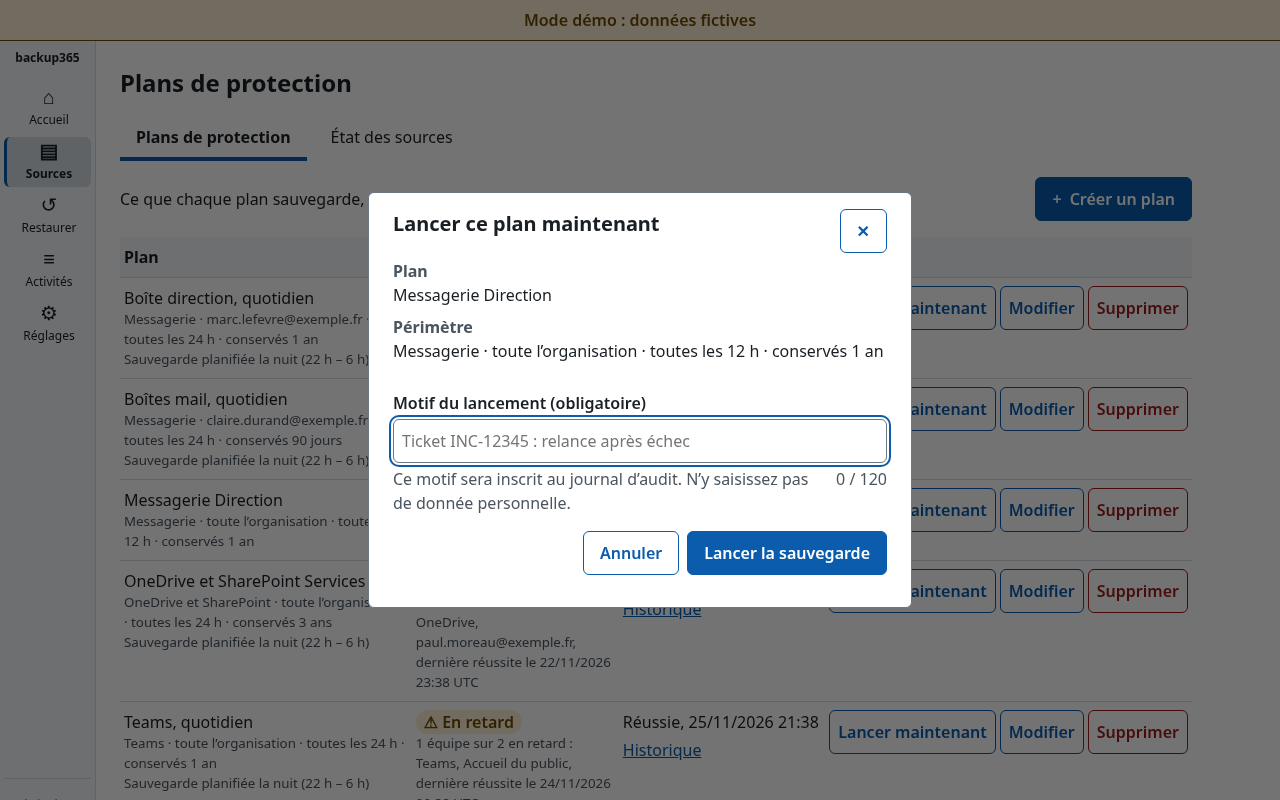 Mode démo : données fictives
backup365
Accueil
Sources
Restaurer
Activités
Réglages
Plans de protection
Plans de protection
État des sources
Ce que chaque plan sauvegarde,
+ Créer un plan
Plan
Boîte direction, quotidien
Messagerie · marc.lefevre@exemple.fr ·
toutes les 24 h · conservés 1 an
Sauvegarde planifiée la nuit (22 h – 6 h)
Modifier
Supprimer
Boîtes mail, quotidien
Messagerie · claire.durand@exemple.fr
toutes les 24 h · conservés 90 jours
Sauvegarde planifiée la nuit (22 h – 6 h)
Modifier
Supprimer
Messagerie Direction
Messagerie · toute l’organisation · toute
12 h · conservés 1 an
Modifier
Supprimer
OneDrive et SharePoint Services
OneDrive et SharePoint · toute l’organis
· toutes les 24 h · conservés 3 ans
Sauvegarde planifiée la nuit (22 h – 6 h)
OneDrive,
paul.moreau@exemple.fr,
dernière réussite le 22/11/2026
23:38 UTC
Historique
Modifier
Supprimer
Teams, quotidien
Teams · toute l’organisation · toutes les 24 h ·
conservés 1 an
Sauvegarde planifiée la nuit (22 h – 6 h)
⚠ En retard
1 équipe sur 2 en retard :
Teams, Accueil du public,
dernière réussite le 24/11/2026
Réussie, 25/11/2026 21:38
Historique
Lancer maintenant
Modifier
Supprimer
Lancer ce plan maintenant
×
Plan
Messagerie Direction
Périmètre
Messagerie · toute l’organisation · toutes les 12 h · conservés 1 an
Motif du lancement (obligatoire)
Ticket INC-12345 : relance après échec
Ce motif sera inscrit au journal d’audit. N’y saisissez pas
de donnée personnelle.
0 / 120
Annuler
Lancer la sauvegarde